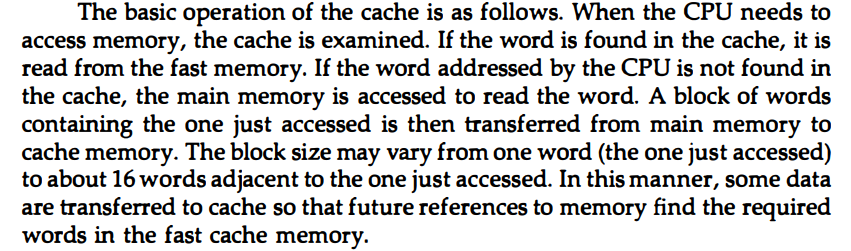 The basic operation of the cache is as follows. When the CPU needs to
access memory, the cache is examined. If the word is found in the cache, it is
read from the fast memory. If the word addressed by the CPU is not found in
the cache, the main memory is accessed to read the word. A block of words
containing the one just accessed is then transferred from main memory to
cache memory. The block size may vary from one word (the one just accessed)
to about 16 words adjacent to the one just accessed. In this manner, some data
are transferred to cache so that future references to memory find the required
words in the fast cache memory.